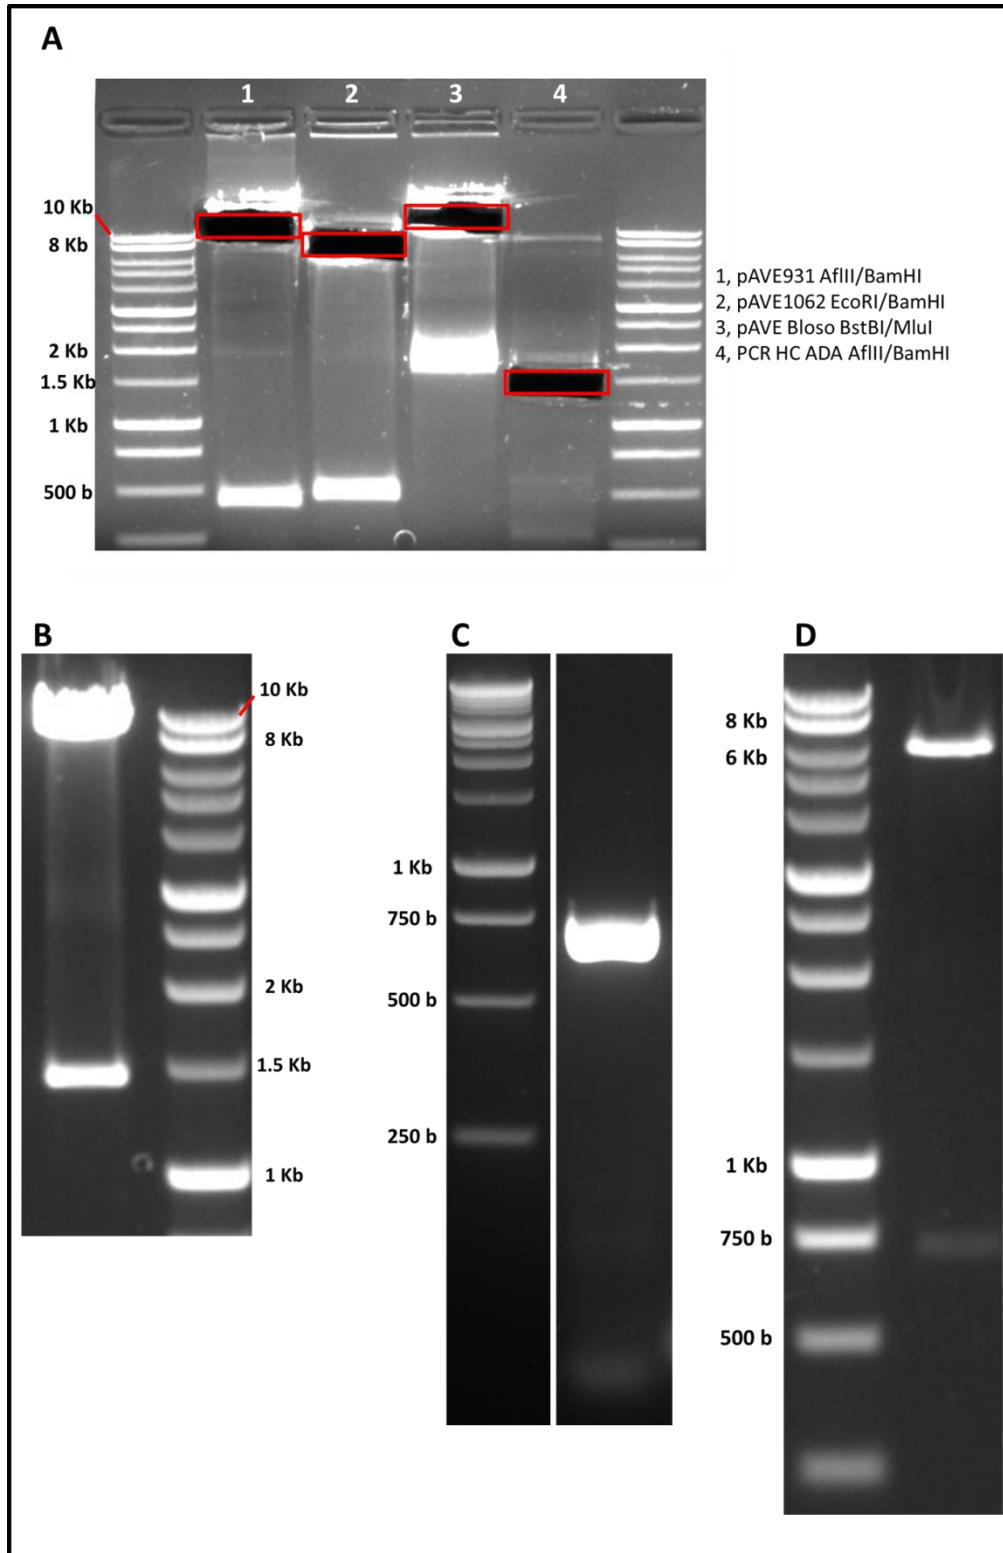 A
1 2 3 4
10 Kb
8 Kb
2 Kb
1.5 Kb
1 Kb
500 b
1, pAVE931 AflII/BamHI
2, pAVE1062 EcoRI/BamHI
3, pAVE Bloso BstBI/MluI
4, PCR HC ADA AflII/BamHI
B
10 Kb
8 Kb
2 Kb
1.5 Kb
1 Kb
C
1 Kb
750 b
500 b
250 b
D
8 Kb
6 Kb
1 Kb
750 b
500 b